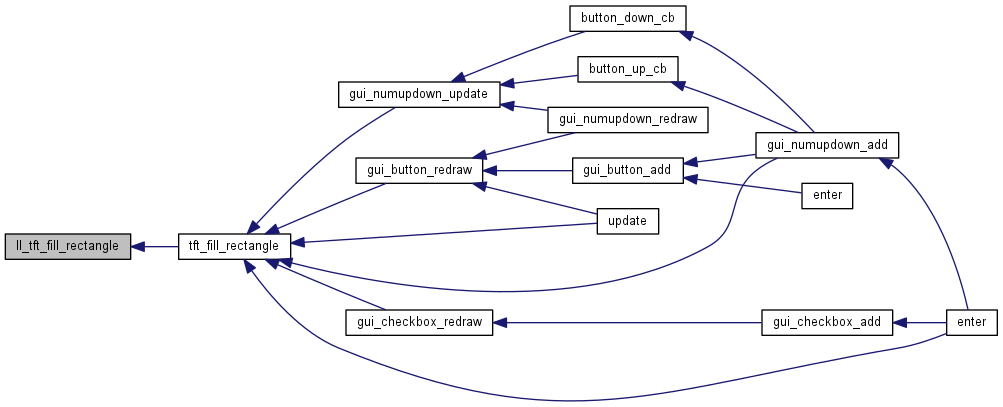 button_down_cb
button_up_cb
gui_numupdown_update
gui_numupdown_redraw
gui_numupdown_add
gui_button_redraw
gui_button_add
enter
update
ll_tft_fill_rectangle
tft_fill_rectangle
gui_checkbox_redraw
gui_checkbox_add
enter